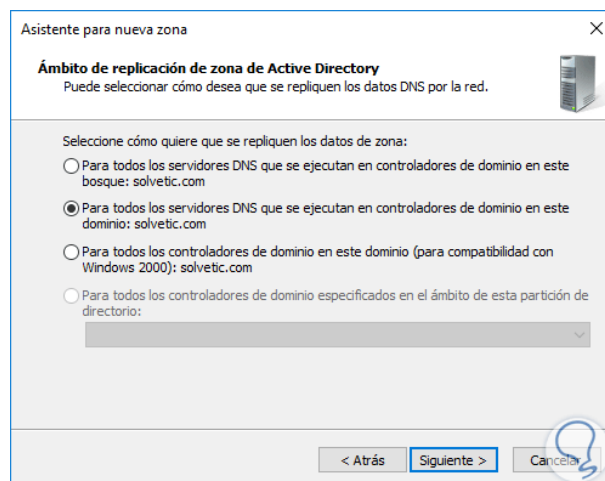 Asistente para nueva zona
Ámbito de replicación de zona de Active Directory
Puede seleccionar cómo desea que se repliquen los datos DNS por la red.
Seleccione cómo quiere que se repliquen los datos de zona:
Para todos los servidores DNS que se ejecutan en controladores de dominio en este
bosque: solvetic.com
Para todos los servidores DNS que se ejecutan en controladores de dominio en este
dominio: solvetic.com
Para todos los controladores de dominio en este dominio (para compatibilidad con
Windows 2000): solvetic.com
Para todos los controladores de dominio especificados en el ámbito de esta partición de
directorio:
< Atrás Siguiente > Cancelar